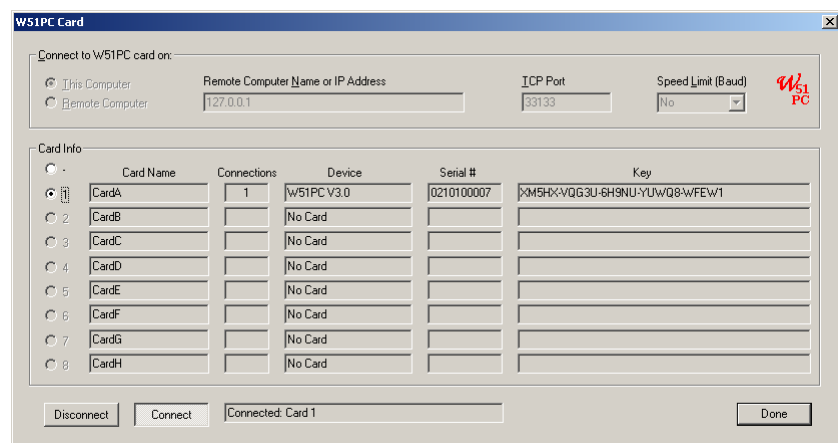 W51PC Card
Connect to W51PC card on:
This Computer
Remote Computer Name or IP Address
TCP Port
Speed Limit (Baud)
W51
PC
Remote Computer
127.0.0.1
33133
No
Card Info
-
Card Name Connections Device Serial # Key
1 CardA 1 W51PC V3.0 0210100007 XM5HX-VQG3U-6H9NU-YUWQ8-WFEW1
2 CardB No Card
3 CardC No Card
4 CardD No Card
5 CardE No Card
6 CardF No Card
7 CardG No Card
8 CardH No Card
Disconnect Connect Connected: Card 1 Done